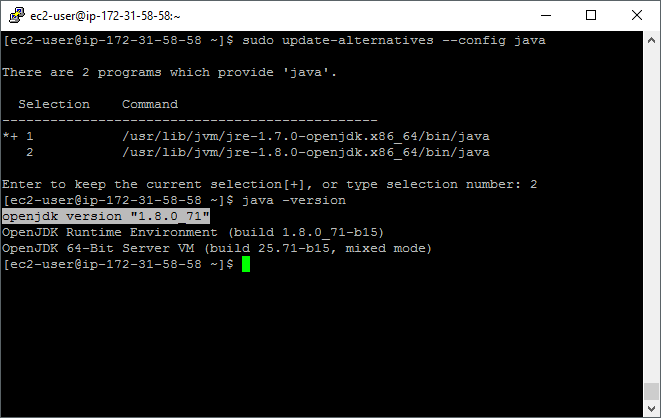 ec2-user@ip-172-31-58-58:~
[ec2-user@ip-172-31-58-58 ~]$ sudo update-alternatives --config java
There are 2 programs which provide 'java'.
Selection    Command
-----------------------------------------------
*+ 1           /usr/lib/jvm/jre-1.7.0-openjdk.x86_64/bin/java
   2           /usr/lib/jvm/jre-1.8.0-openjdk.x86_64/bin/java
Enter to keep the current selection[+], or type selection number: 2
[ec2-user@ip-172-31-58-58 ~]$ java -version
openjdk version "1.8.0_71"
OpenJDK Runtime Environment (build 1.8.0_71-b15)
OpenJDK 64-Bit Server VM (build 25.71-b15, mixed mode)
[ec2-user@ip-172-31-58-58 ~]$